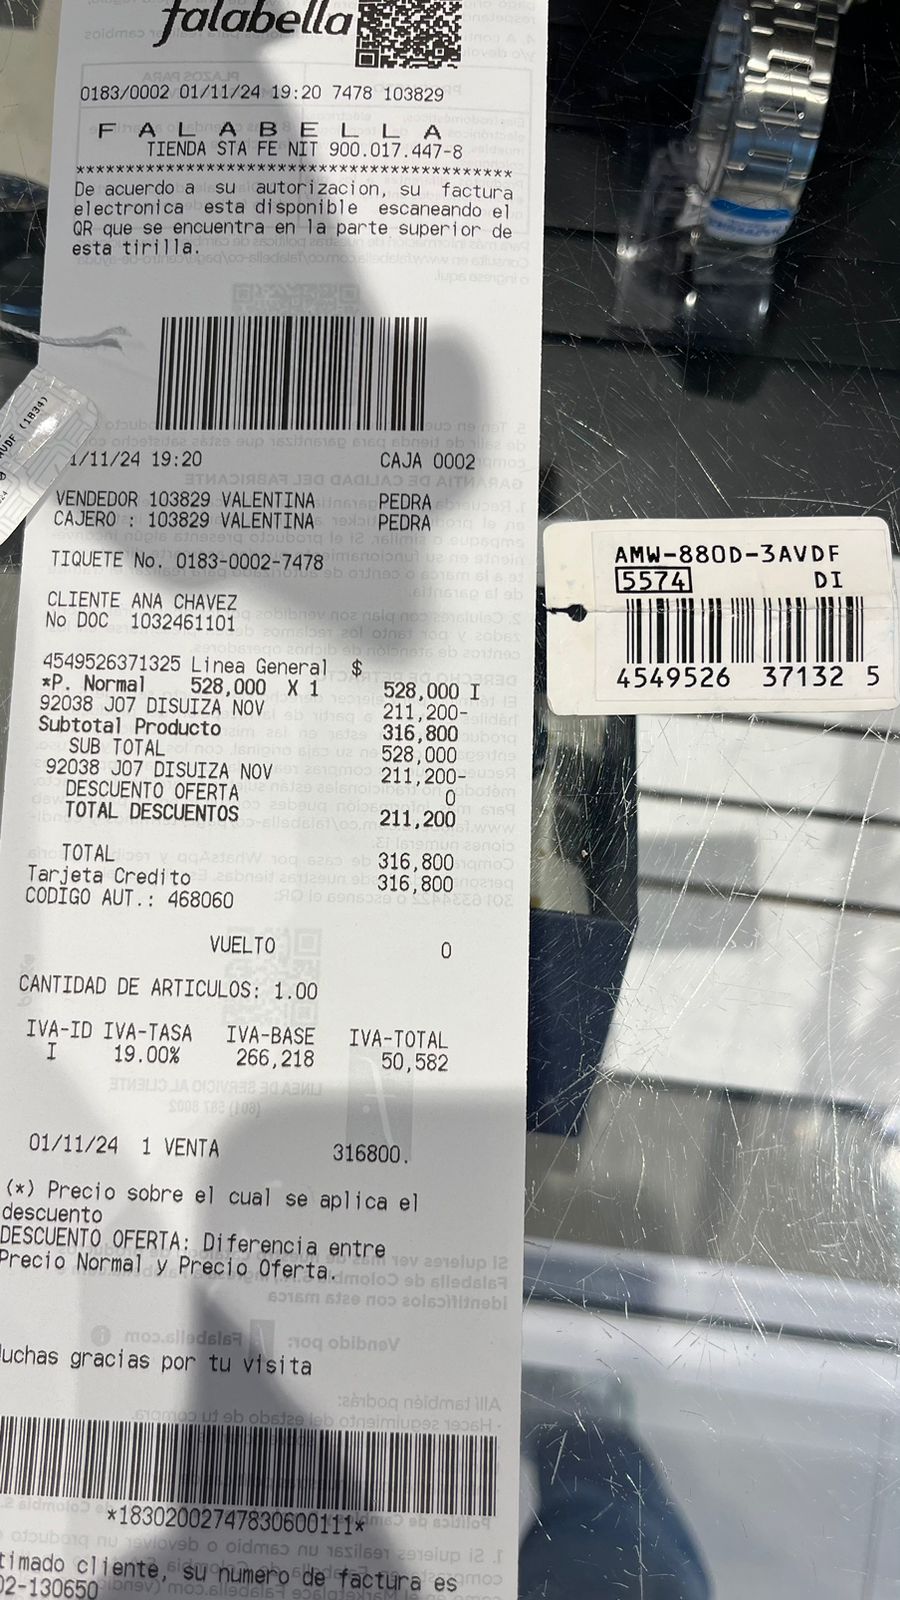 falabella
0183/0002 01/11/24 19:20 7478 103829
F A L A B E L L A
TIENDA STA FE NIT 900.017.447-8
****************************************
De acuerdo a su autorizacion, su factura
electronica esta disponible escaneando el
QR que se encuentra en la parte superior de
esta tirilla.
1/11/24 19:20 CAJA 0002
VENDEDOR 103829 VALENTINA PEDRA
CAJERO : 103829 VALENTINA PEDRA
TIQUETE No. 0183-0002-7478
CLIENTE ANA CHAVEZ
No DOC 1032461101
4549526371325 Linea General $
*P. Normal 528,000 X 1 528,000 I
92038 J07 DISUIZA NOV 211,200-
Subtotal Producto 316,800
SUB TOTAL 528,000
92038 J07 DISUIZA NOV 211,200-
DESCUENTO OFERTA 0
TOTAL DESCUENTOS 211,200
TOTAL 316,800
Tarjeta Credito 316,800
CODIGO AUT.: 468060
VUELTO 0
CANTIDAD DE ARTICULOS: 1.00
IVA-ID IVA-TASA IVA-BASE IVA-TOTAL
I 19.00% 266,218 50,582
01/11/24 1 VENTA 316800.
(*) Precio sobre el cual se aplica el
descuento
DESCUENTO OFERTA: Diferencia entre
Precio Normal y Precio Oferta.
uchas gracias por tu visita
*18302002747830600111*
timado cliente, su numero de factura es
02-130650
AMW-880D-3AVDF
5574 DI
4549526 37132 5
VDF (1834)